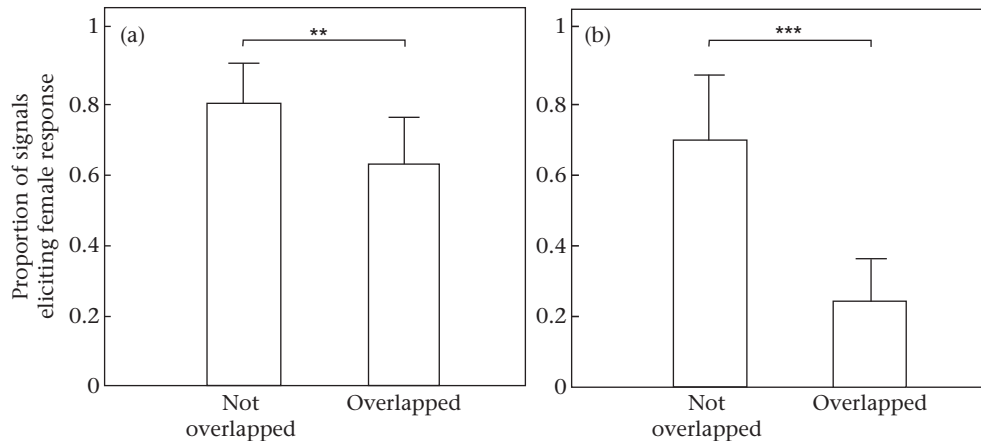 Proportion of signals
eliciting female response
(a)
**
1
0.8
0.6
0.4
0.2
0
Not
overlapped
Overlapped
(b)
***
1
0.8
0.6
0.4
0.2
0
Not
overlapped
Overlapped